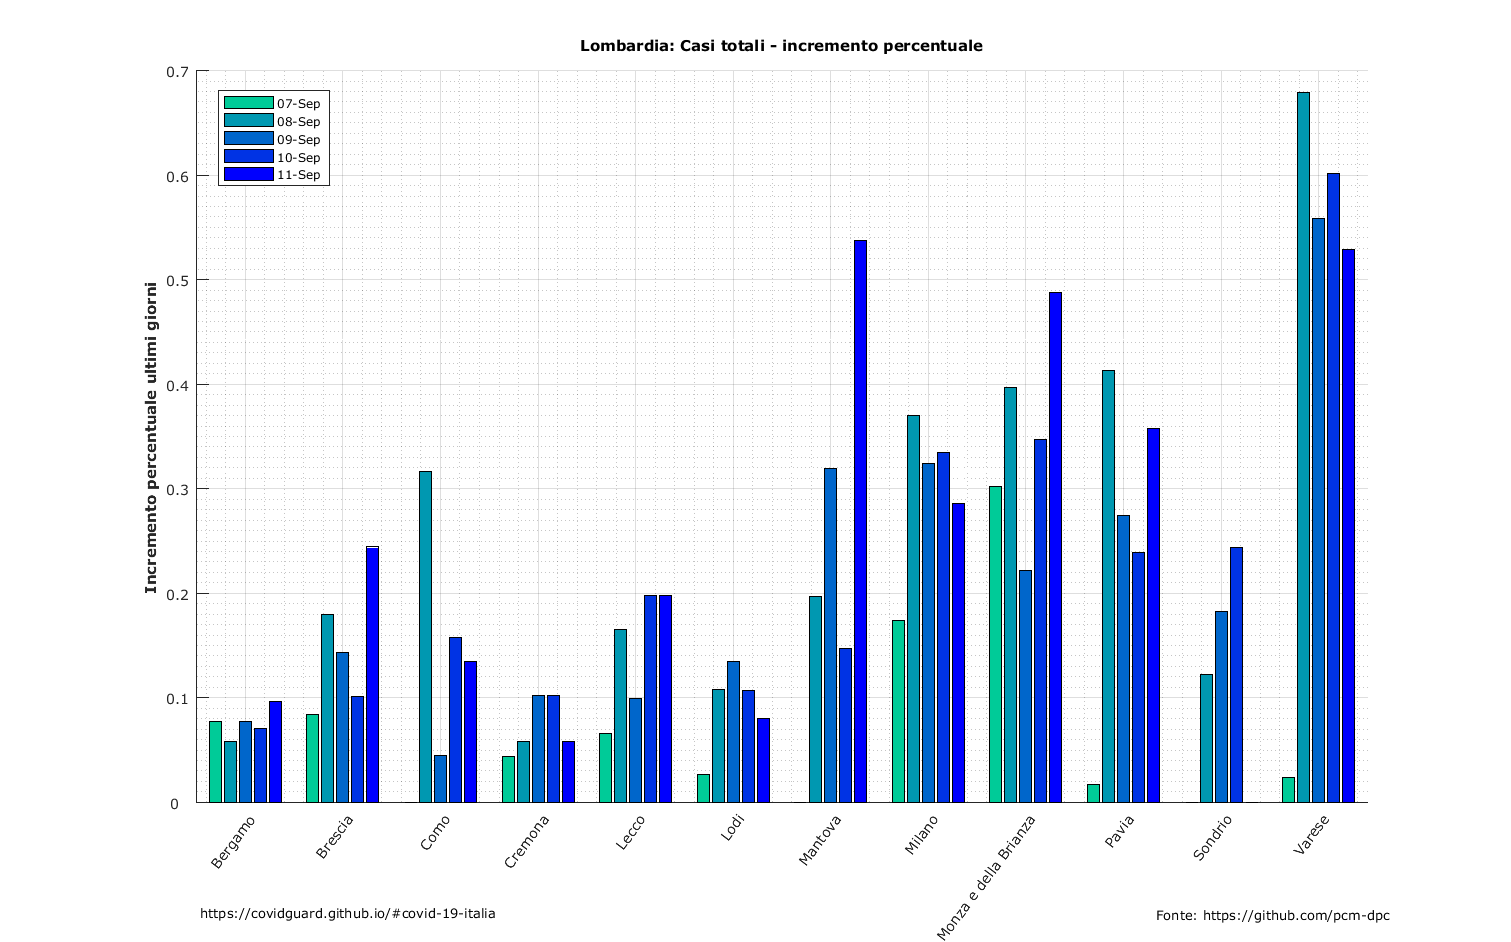 Lombardia: Casi totali - incremento percentuale
Incremento percentuale ultimi giorni
0.7
0.6
0.5
0.4
0.3
0.2
0.1
0
07-Sep
08-Sep
09-Sep
10-Sep
11-Sep
Bergamo
Brescia
Como
Cremona
Lecco
Lodi
Mantova
Milano
Monza e della Brianza
Pavia
Sondrio
Varese
https://covidguard.github.io/#covid-19-italia
Fonte: https://github.com/pcm-dpc